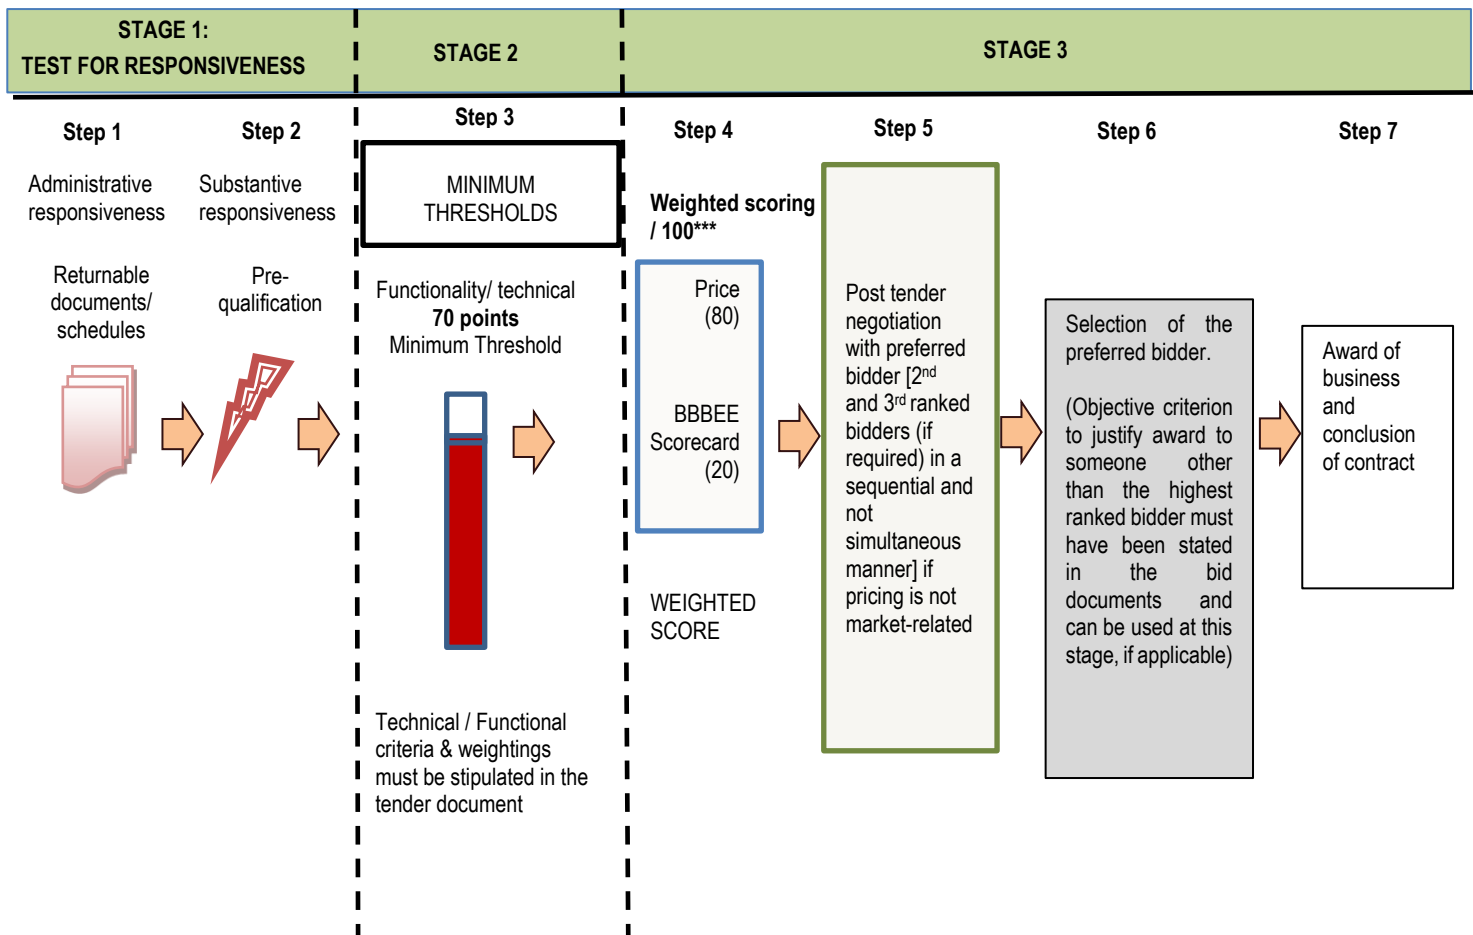 STAGE 1:
TEST FOR RESPONSIVENESS
STAGE 2
STAGE 3
Step 1
Administrative
responsiveness
Returnable
documents/
schedules
Step 2
Substantive
responsiveness
Pre-
qualification
Step 3
MINIMUM
THRESHOLDS
Functionality/ technical
70 points
Minimum Threshold
Technical / Functional
criteria & weightings
must be stipulated in the
tender document
Step 4
Weighted scoring
/ 100***
Price
(80)
BBBEE
Scorecard
(20)
WEIGHTED
SCORE
Step 5
Post tender
negotiation
with preferred
bidder [2nd
and 3rd ranked
bidders (if
required) in a
sequential and
not
simultaneous
manner] if
pricing is not
market-related
Step 6
Selection of the
preferred bidder.
(Objective criterion
to justify award to
someone other
than the highest
ranked bidder must
have been stated
in the bid
documents and
can be used at this
stage, if applicable)
Step 7
Award of
business
and
conclusion
of contract